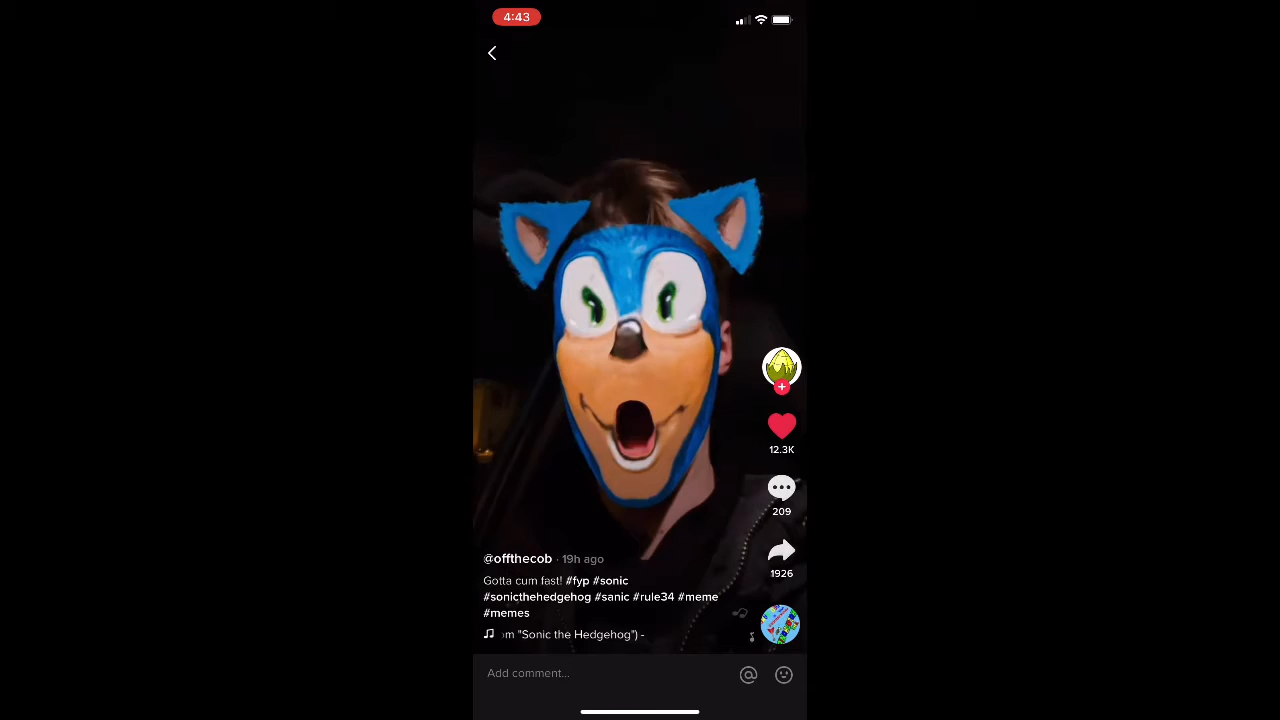 4:43
@offthecob · 19h ago
Gotta cum fast! #fyp #sonic
#sonicthehedgehog #sanic #rule34 #meme
#memes
om "Sonic the Hedgehog") -
12.3K
209
1926
Add comment...